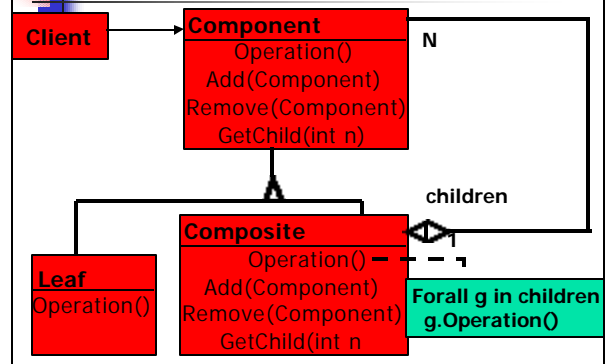 Client
Component
Operation()
Add(Component)
Remove(Component)
GetChild(int n)
N
children
1
Leaf
Operation()
Composite
Operation()
Add(Component)
Remove(Component)
GetChild(int n
Forall g in children
g.Operation()